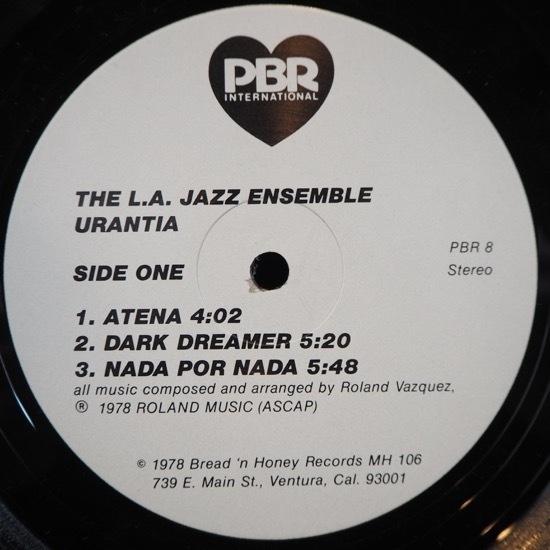 PBR
INTERNATIONAL
THE L.A. JAZZ ENSEMBLE
URANTIA
PBR 8
SIDE ONE
Stereo
1. ATENA 4:02
2. DARK DREAMER 5:20
3. NADA POR NADA 5:48
all music composed and arranged by Roland Vazquez,
® 1978 ROLAND MUSIC (ASCAP)
© 1978 Bread 'n Honey Records MH 106
739 E. Main St., Ventura, Cal. 93001